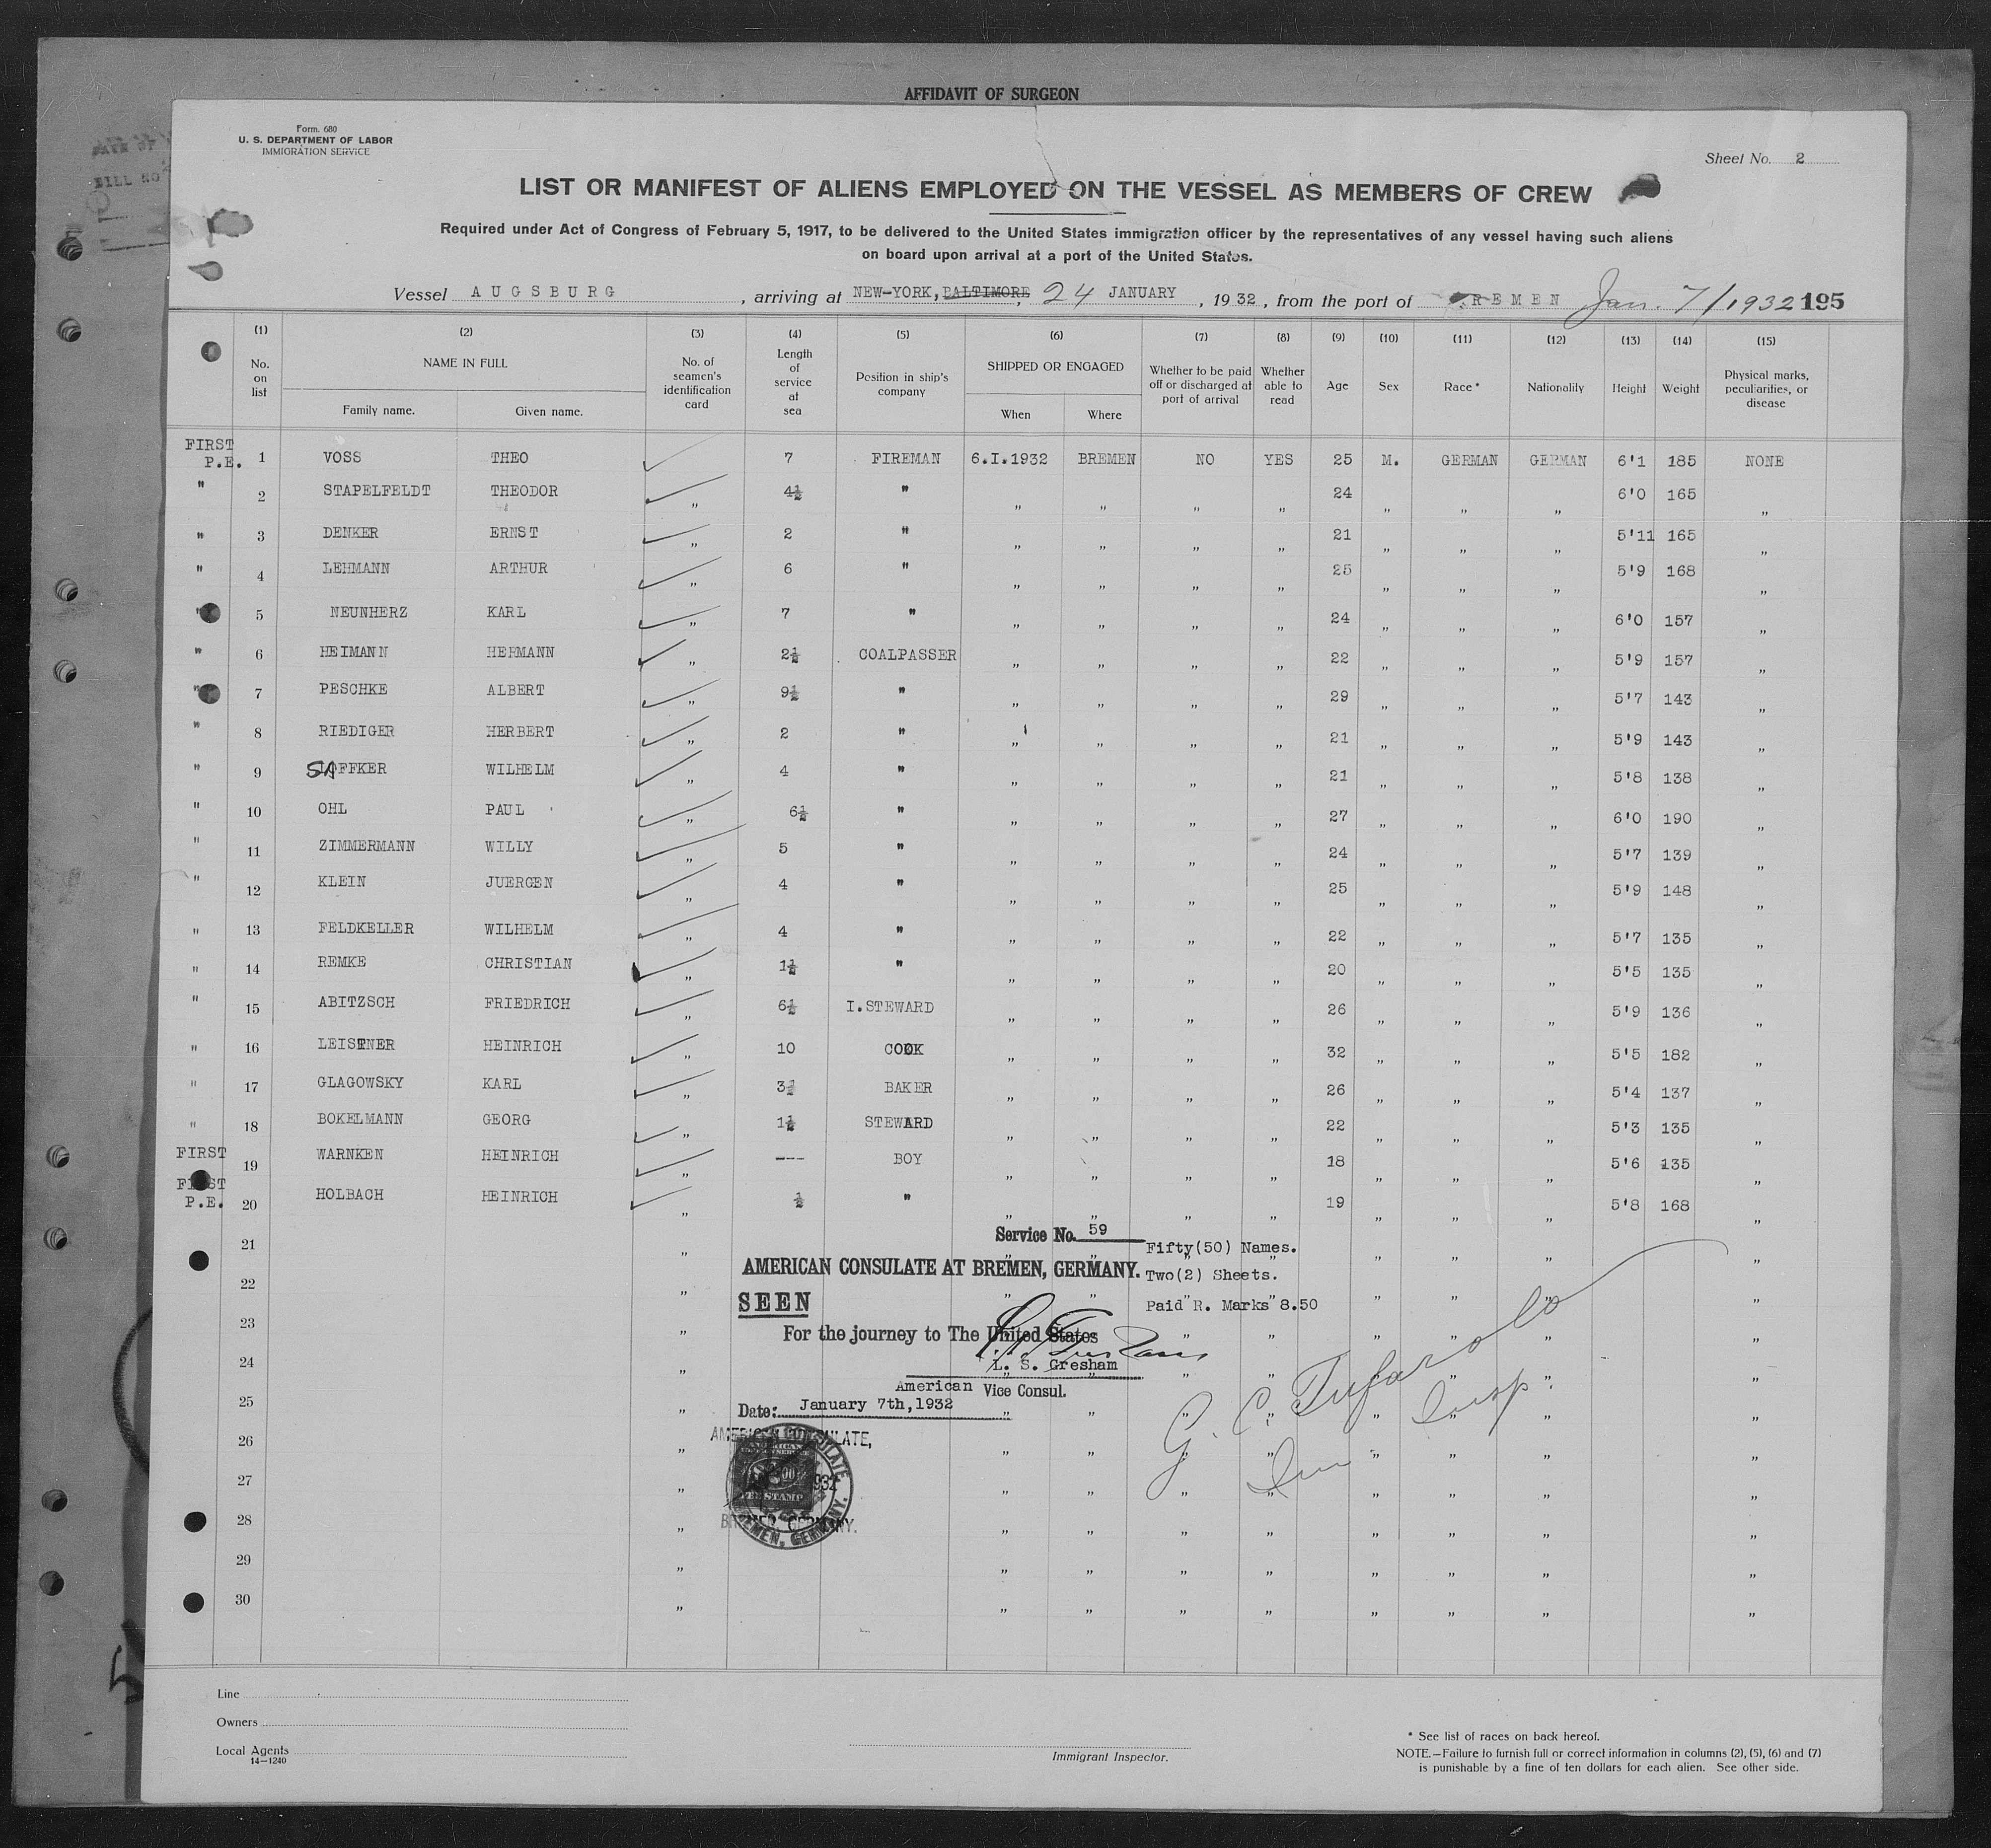 AFFIDAVIT OF SURGEON
Form. 680
U. S. DEPARTMENT OF LABOR
IMMIGRATION SERVICE
Sheet No. 2
LIST OR MANIFEST OF ALIENS EMPLOYED ON THE VESSEL AS MEMBERS OF CREW
Required under Act of Congress of February 5, 1917, to be delivered to the United States immigration officer by the representatives of any vessel having such aliens
on board upon arrival at a port of the United States.
Vessel AUGSBURG, arriving at NEW-YORK, BALTIMORE, 24 JANUARY, 1932, from the port of BREMEN Jan. 7/1932 195
(1) No. on list (2) NAME IN FULL Family name. Given name. (3) No. of seamen's identification card (4) Length of service at sea (5) Position in ship's company (6) SHIPPED OR ENGAGED When Where (7) Whether to be paid off or discharged at port of arrival (8) Whether able to read (9) Age (10) Sex (11) Race * (12) Nationality (13) Height (14) Weight (15) Physical marks, peculiarities, or disease
FIRST P.E. 1 VOSS THEO 7 FIREMAN 6.I.1932 BREMEN NO YES 25 M. GERMAN GERMAN 6'1 185 NONE
" 2 STAPELFELDT THEODOR " 4½ " " " " " 24 " " " 6'0 165 "
" 3 DENKER ERNST " 2 " " " " " 21 " " " 5'11 165 "
" 4 LEHMANN ARTHUR " 6 " " " " " 25 " " " 5'9 168 "
" 5 NEUNHERZ KARL " 7 " " " " " 24 " " " 6'0 157 "
" 6 HEIMANN HERMANN " 2½ COALPASSER " " " " 22 " " " 5'9 157 "
" 7 PESCHKE ALBERT " 9½ " " " " " 29 " " " 5'7 143 "
" 8 RIEDIGER HERBERT " 2 " " " " " 21 " " " 5'9 143 "
" 9 SAFFKER WILHELM " 4 " " " " " 21 " " " 5'8 138 "
" 10 OHL PAUL " 6½ " " " " " 27 " " " 6'0 190 "
" 11 ZIMMERMANN WILLY " 5 " " " " " 24 " " " 5'7 139 "
" 12 KLEIN JUERGEN " 4 " " " " " 25 " " " 5'9 148 "
" 13 FELDKELLER WILHELM " 4 " " " " " 22 " " " 5'7 135 "
" 14 REMKE CHRISTIAN " 1½ " " " " " 20 " " " 5'5 135 "
" 15 ABITZSCH FRIEDRICH " 6½ I.STEWARD " " " " 26 " " " 5'9 136 "
" 16 LEISTNER HEINRICH " 10 COOK " " " " 32 " " " 5'5 182 "
" 17 GLAGOWSKY KARL " 3½ BAKER " " " " 26 " " " 5'4 137 "
" 18 BOKELMANN GEORG " 1½ STEWARD " " " " 22 " " " 5'3 135 "
FIRST 19 WARNKEN HEINRICH " --- BOY " " " " 18 " " " 5'6 135 "
FIRST P.E. 20 HOLBACH HEINRICH " ½ " " " " " 19 " " " 5'8 168 "
21
22
23
24
25
26
27
28
29
30
Service No. 59
Fifty(50) Names.
AMERICAN CONSULATE AT BREMEN, GERMANY.
Two(2) Sheets.
SEEN
Paid R. Marks 8.50
For the journey to The United States
L. S. Gresham
American Vice Consul.
Date: January 7th, 1932
AMERICAN CONSULATE,
FEE STAMP
BREMEN, GERMANY.
Line
Owners
Local Agents
14-1240
Immigrant Inspector.
* See list of races on back hereof.
NOTE.—Failure to furnish full or correct information in columns (2), (5), (6) and (7)
is punishable by a fine of ten dollars for each alien. See other side.